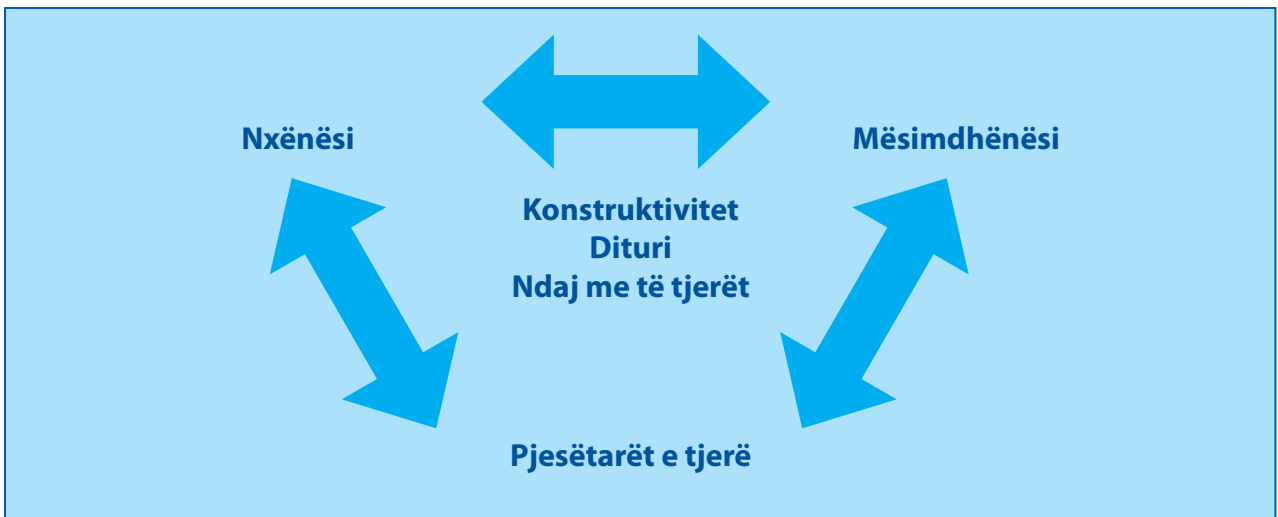 Nxënësi
Mësimdhënësi
Konstruktivitet
Dituri
Ndaj me të tjerët
Pjesëtarët e tjerë